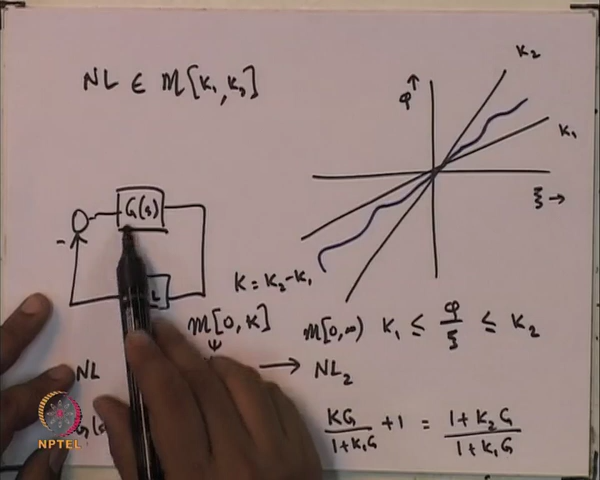 NL ∈ M[K₁, K₂]
φ ↑
K₂
K₁
ξ →
G(s)
-
L
K = K₂ - K₁
M[0, K]
M[0, ∞) K₁ ≤ φ/ξ ≤ K₂
NL
→ NL₂
KG/(1+K₁G) + 1 = (1+K₂G)/(1+K₁G)
NPTEL